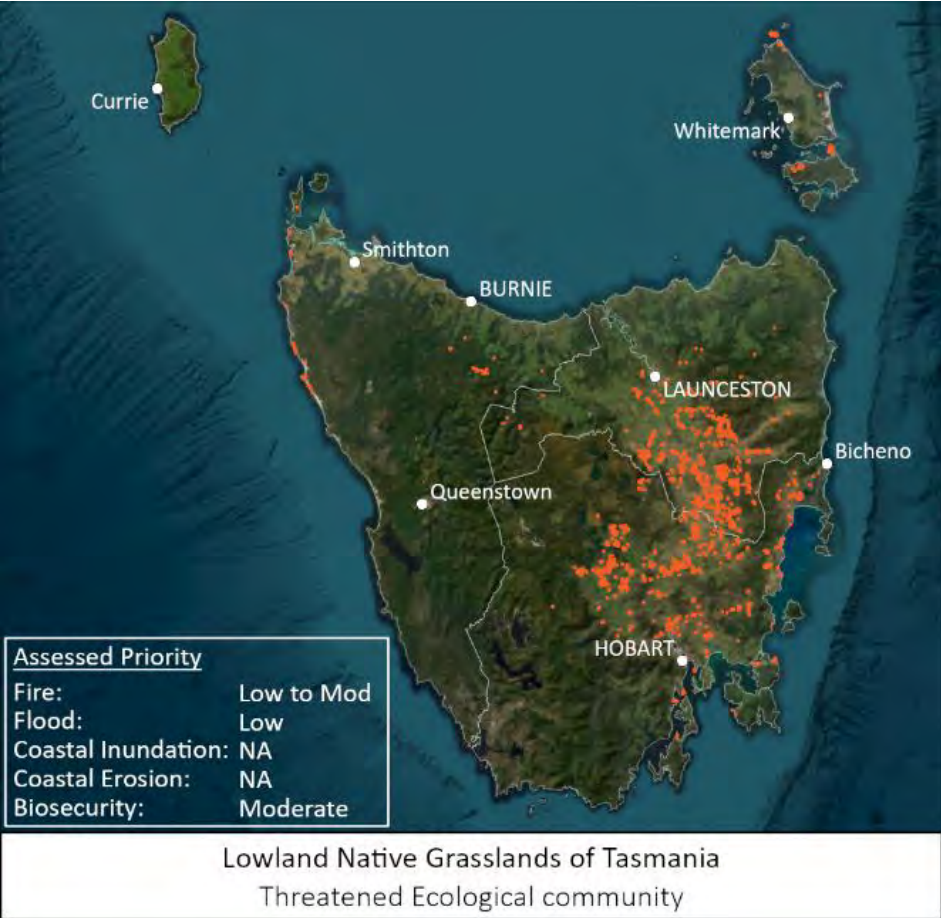 Currie
Whitemark
Smithton
BURNIE
LAUNCESTON
Bicheno
Queenstown
HOBART
Assessed Priority
Fire: Low to Mod
Flood: Low
Coastal Inundation: NA
Coastal Erosion: NA
Biosecurity: Moderate
Lowland Native Grasslands of Tasmania
Threatened Ecological community